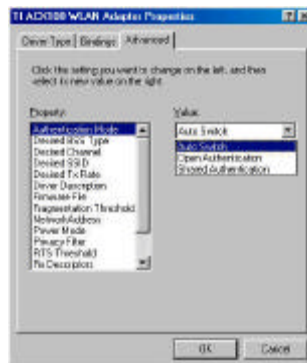 TI ACX100 WLAN Adapter Properties
Driver Type
Bindings
Advanced
Click the setting you want to change on the left, and then
select its new value on the right.
Property:
Value:
Authentication Mode
Desired BSS Type
Desired Channel
Desired SSID
Desired Tx Rate
Driver Description
Firmware File
Fragmentation Threshold
NetworkAddress
Power Mode
Privacy Filter
RTS Threshold
Rx Descriptors
Auto Switch
Auto Switch
Open Authentication
Shared Authentication
OK
Cancel